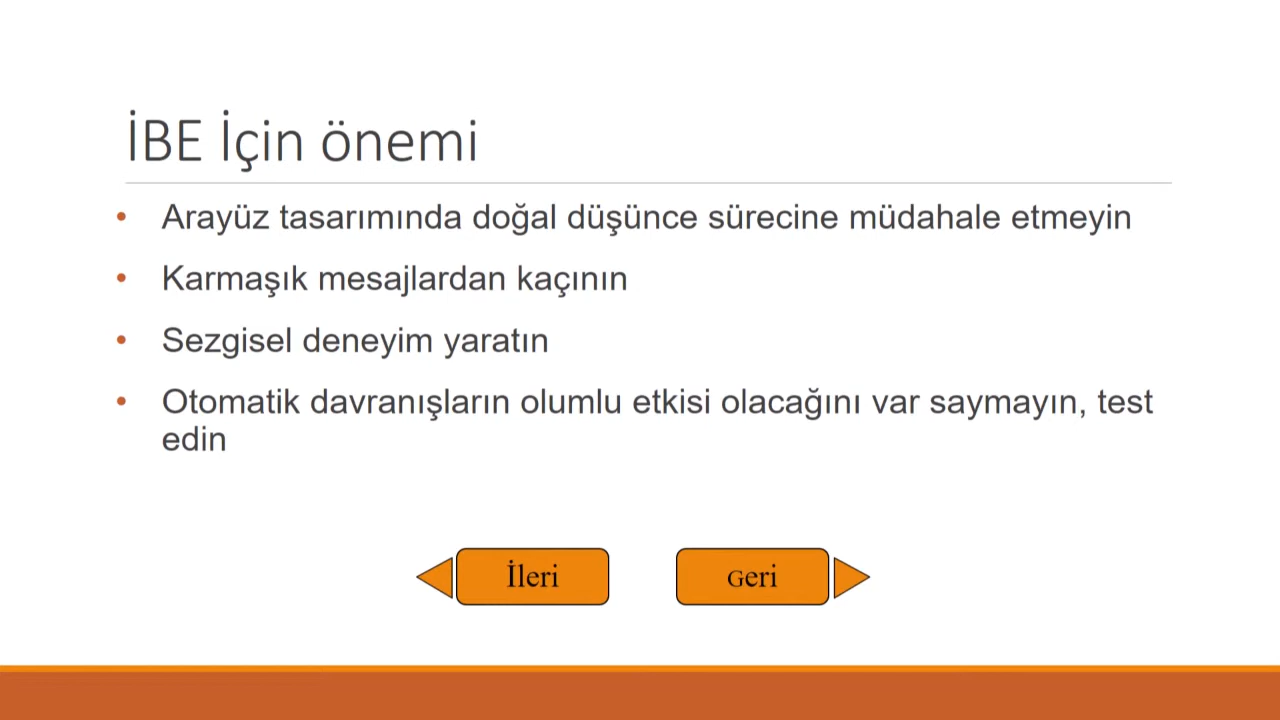 İBE İçin önemi
• Arayüz tasarımında doğal düşünce sürecine müdahale etmeyin
• Karmaşık mesajlardan kaçının
• Sezgisel deneyim yaratın
• Otomatik davranışların olumlu etkisi olacağını var saymayın, test
edin
İleri
Geri